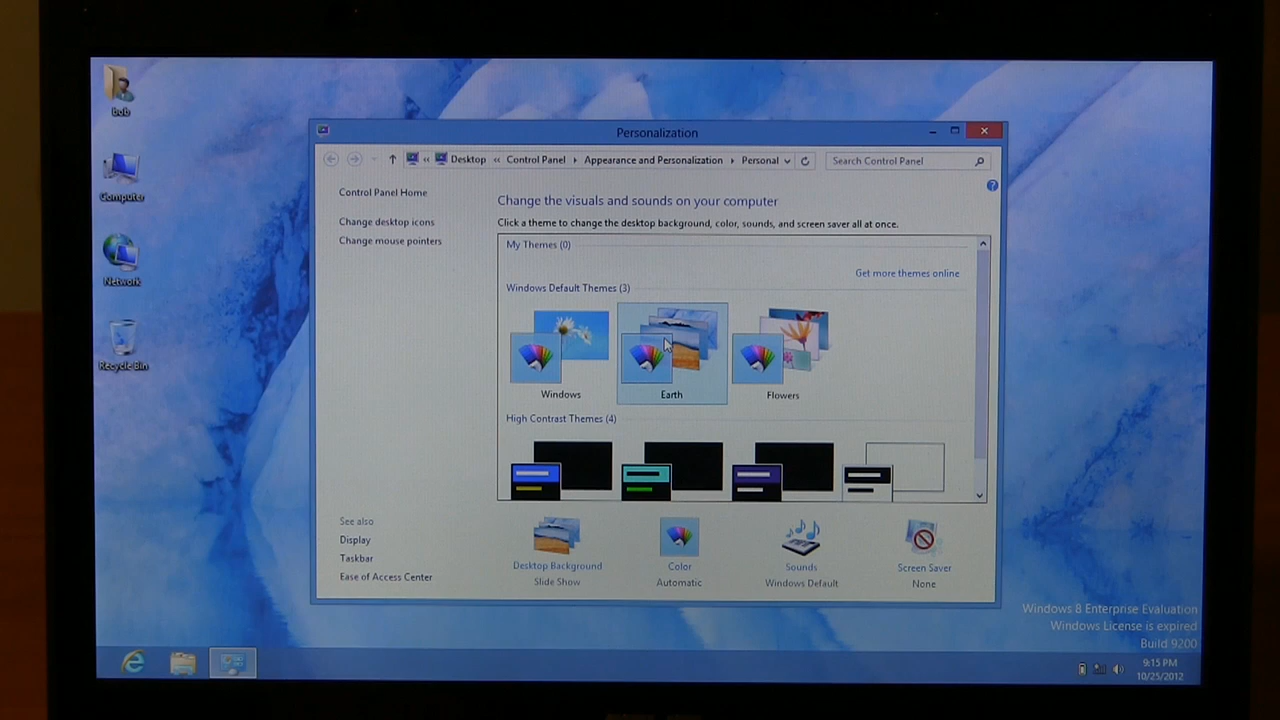 bob
Computer
Network
Recycle Bin
Personalization
Desktop
Control Panel
Appearance and Personalization
Personal
Search Control Panel
Control Panel Home
Change desktop icons
Change mouse pointers
Change the visuals and sounds on your computer
Click a theme to change the desktop background, color, sounds, and screen saver all at once.
My Themes (0)
Get more themes online
Windows Default Themes (3)
Windows
Earth
Flowers
High Contrast Themes (4)
See also
Display
Taskbar
Ease of Access Center
Desktop Background
Slide Show
Color
Automatic
Sounds
Windows Default
Screen Saver
None
Windows 8 Enterprise Evaluation
Windows License is expired
Build 9200
9:15 PM
10/25/2012